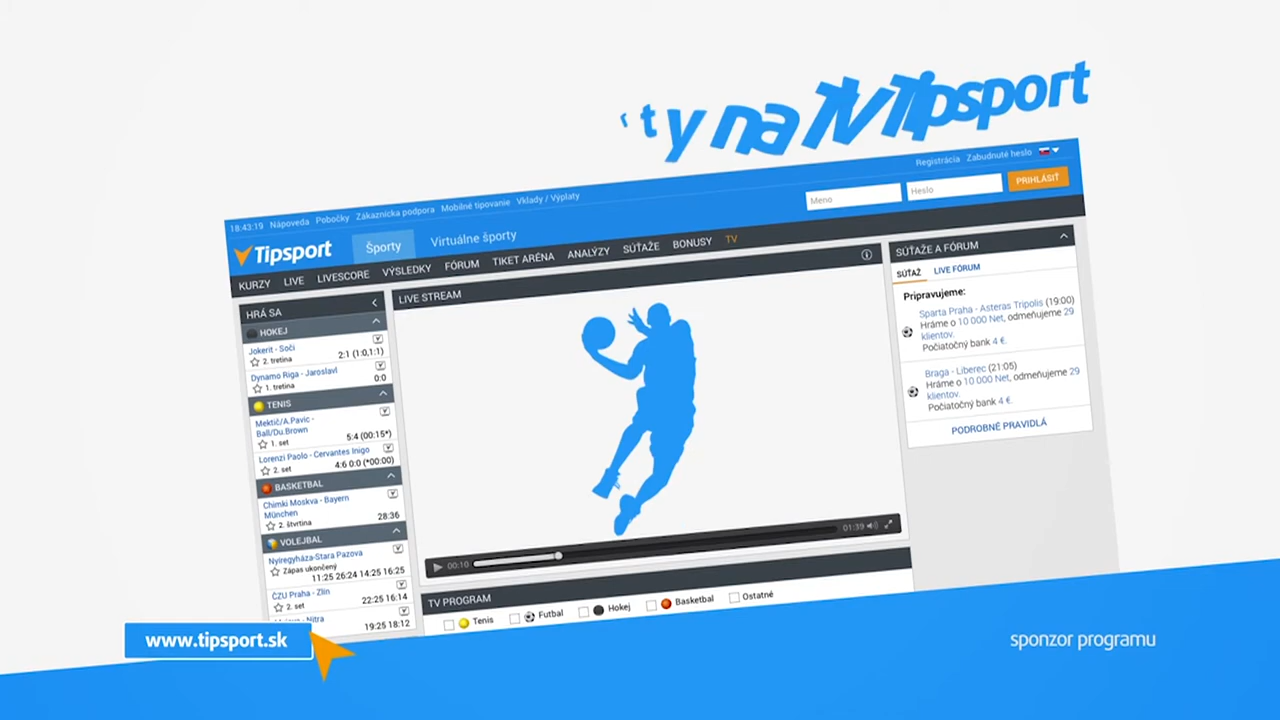 ty na TV Tipsport
Registrácia Zabudnuté heslo
18:43:19 Nápoveda Pobočky Zákaznícka podpora Mobilné tipovanie Vklady / Výplaty
Meno Heslo PRIHLÁSIŤ
Tipsport Športy Virtuálne športy
KURZY LIVE LIVESCORE VÝSLEDKY FÓRUM TIKET ARÉNA ANALÝZY SÚŤAŽE BONUSY TV
HRÁ SA
HOKEJ
Jokerit - Soči
2. tretina 2:1 (1:0,1:1)
Dynamo Riga - Jaroslavl
1. tretina 0:0
TENIS
Mektič/A.Pavic -
Ball/Du.Brown
1. set 5:4 (00:15*)
Lorenzi Paolo - Cervantes Inigo
2. set 4:6 0:0 (*00:00)
BASKETBAL
Chimki Moskva - Bayern
München
2. štvrtina 28:36
VOLEJBAL
Nyíregyháza-Stara Pazova
Zápas ukončený
11:25 26:24 14:25 16:25
ČZU Praha - Zlín
2. set 22:25 16:14
- Nitra
19:25 18:12
LIVE STREAM
00:10 01:39
TV PROGRAM
Tenis Futbal Hokej Basketbal Ostatné
SÚŤAŽE A FÓRUM
SÚŤAŽ LIVE FÓRUM
Pripravujeme:
Sparta Praha - Asteras Tripolis (19:00)
Hráme o 10 000 Net, odmeňujeme 29
klientov.
Počiatočný bank 4 €.
Braga - Liberec (21:05)
Hráme o 10 000 Net, odmeňujeme 29
klientov.
Počiatočný bank 4 €.
PODROBNÉ PRAVIDLÁ
www.tipsport.sk
sponzor programu